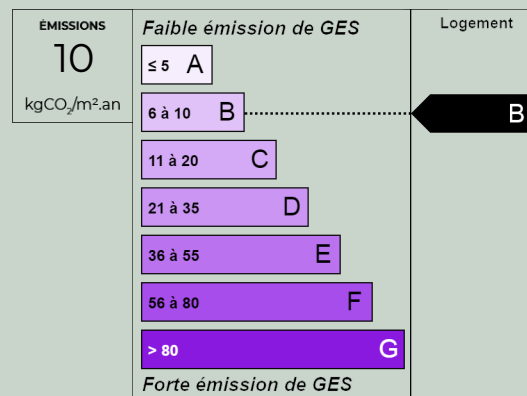 ÉMISSIONS
10
kgCO₂/m².an
Faible émission de GES
≤ 5 A
6 à 10 B
11 à 20 C
21 à 35 D
36 à 55 E
56 à 80 F
> 80 G
Forte émission de GES
Logement
B